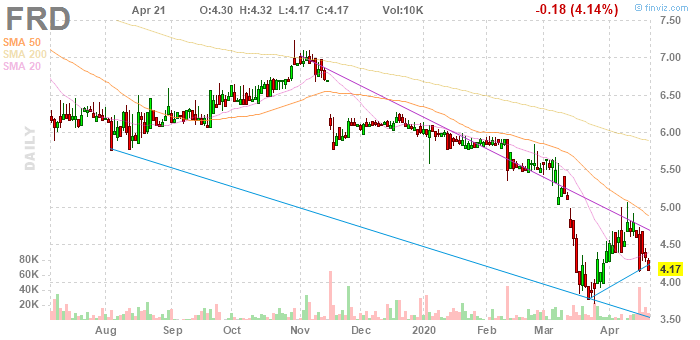 FRD Apr 21 O:4.30 H:4.32 L:4.17 C:4.17 Vol:10K -0.18 (4.14%)
© finviz.com
SMA 50
SMA 200
SMA 20
DAILY
7.50
7.00
6.50
6.00
5.50
5.00
4.50
4.17
4.00
3.50
80K
60K
40K
20K
Aug Sep Oct Nov Dec 2020 Feb Mar Apr